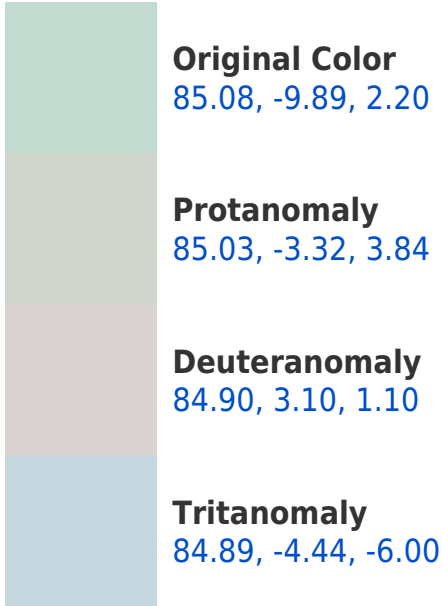 Original Color
85.08, -9.89, 2.20
Protanomaly
85.03, -3.32, 3.84
Deuteranomaly
84.90, 3.10, 1.10
Tritanomaly
84.89, -4.44, -6.00